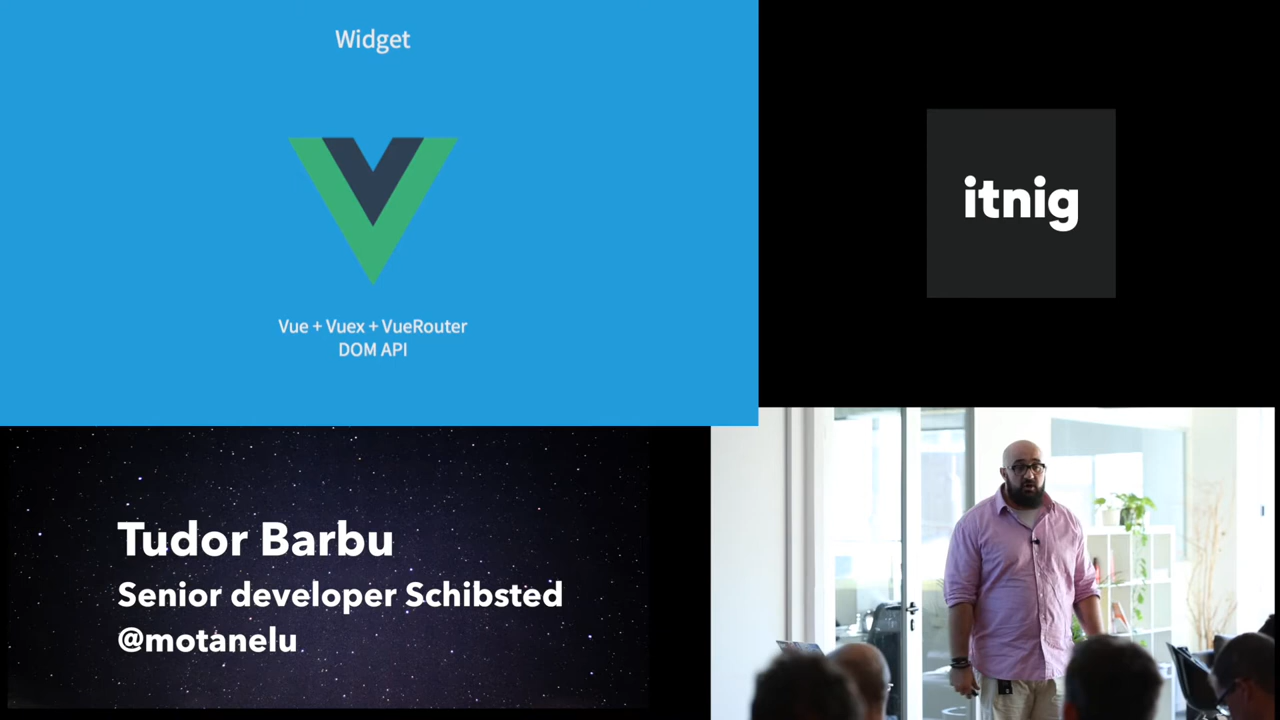 Widget
Vue + Vuex + VueRouter
DOM API
itnig
Tudor Barbu
Senior developer Schibsted
@motanelu